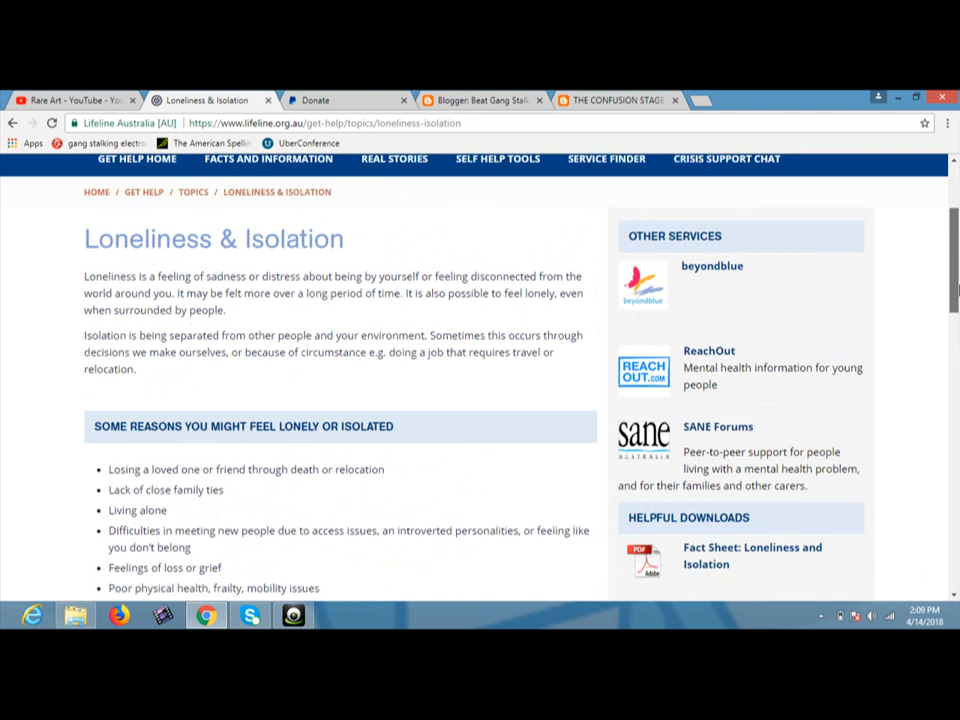 Rare Art - YouTube - You
Loneliness & Isolation
Donate
Blogger: Beat Gang Stalk
THE CONFUSION STAGE
Lifeline Australia [AU]
https://www.lifeline.org.au/get-help/topics/loneliness-isolation
Apps
gang stalking electro
The American Spellin
UberConference
GET HELP HOME
FACTS AND INFORMATION
REAL STORIES
SELF HELP TOOLS
SERVICE FINDER
CRISIS SUPPORT CHAT
HOME / GET HELP / TOPICS / LONELINESS & ISOLATION
Loneliness & Isolation
Loneliness is a feeling of sadness or distress about being by yourself or feeling disconnected from the
world around you. It may be felt more over a long period of time. It is also possible to feel lonely, even
when surrounded by people.
Isolation is being separated from other people and your environment. Sometimes this occurs through
decisions we make ourselves, or because of circumstance e.g. doing a job that requires travel or
relocation.
SOME REASONS YOU MIGHT FEEL LONELY OR ISOLATED
• Losing a loved one or friend through death or relocation
• Lack of close family ties
• Living alone
• Difficulties in meeting new people due to access issues, an introverted personalities, or feeling like
you don't belong
• Feelings of loss or grief
• Poor physical health, frailty, mobility issues
OTHER SERVICES
beyondblue
beyondblue
REACH
OUT.COM
ReachOut
Mental health information for young
people
sane
AUSTRALIA
SANE Forums
Peer-to-peer support for people
living with a mental health problem,
and for their families and other carers.
HELPFUL DOWNLOADS
PDF
Adobe
Fact Sheet: Loneliness and
Isolation
2:09 PM
4/14/2018